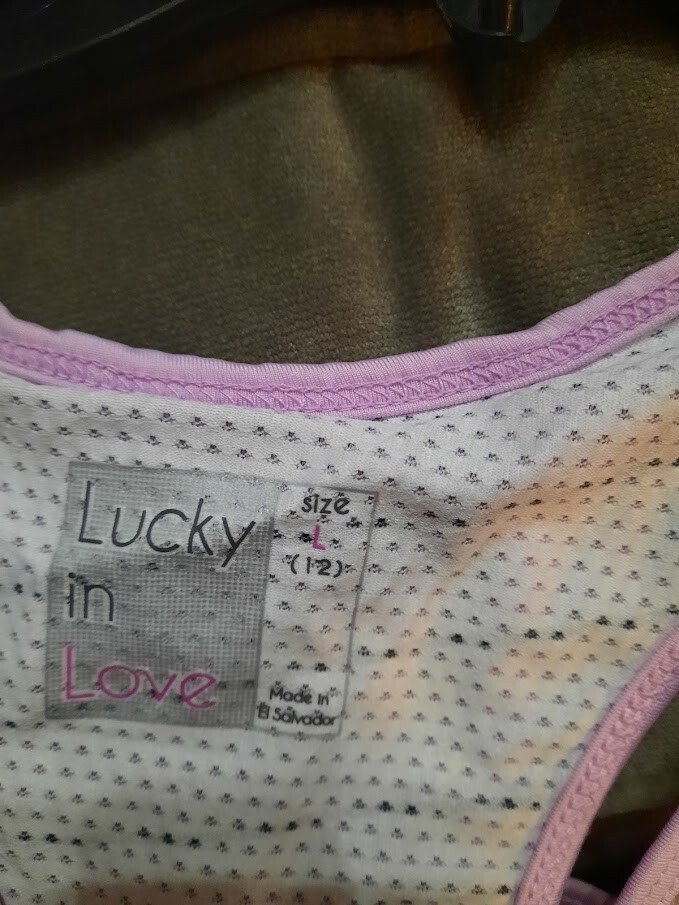 Lucky
in
Love
size
L
(12)
Made In
El Salvador